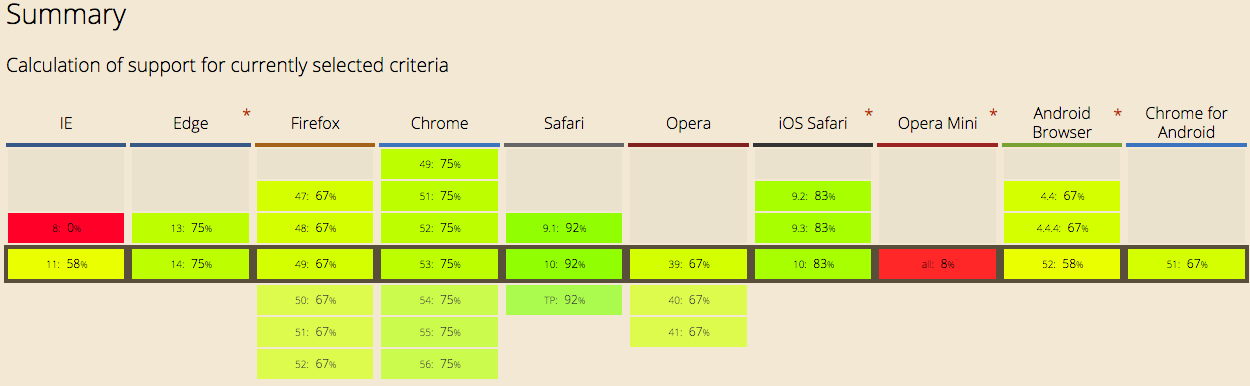 Summary
Calculation of support for currently selected criteria
IE Edge * Firefox Chrome Safari Opera iOS Safari * Opera Mini * Android Browser * Chrome for Android
49: 75%
47: 67% 51: 75% 9.2: 83% 4.4: 67%
8: 0% 13: 75% 48: 67% 52: 75% 9.1: 92% 9.3: 83% 4.4.4: 67%
11: 58% 14: 75% 49: 67% 53: 75% 10: 92% 39: 67% 10: 83% all: 8% 52: 58% 51: 67%
50: 67% 54: 75% TP: 92% 40: 67%
51: 67% 55: 75% 41: 67%
52: 67% 56: 75%